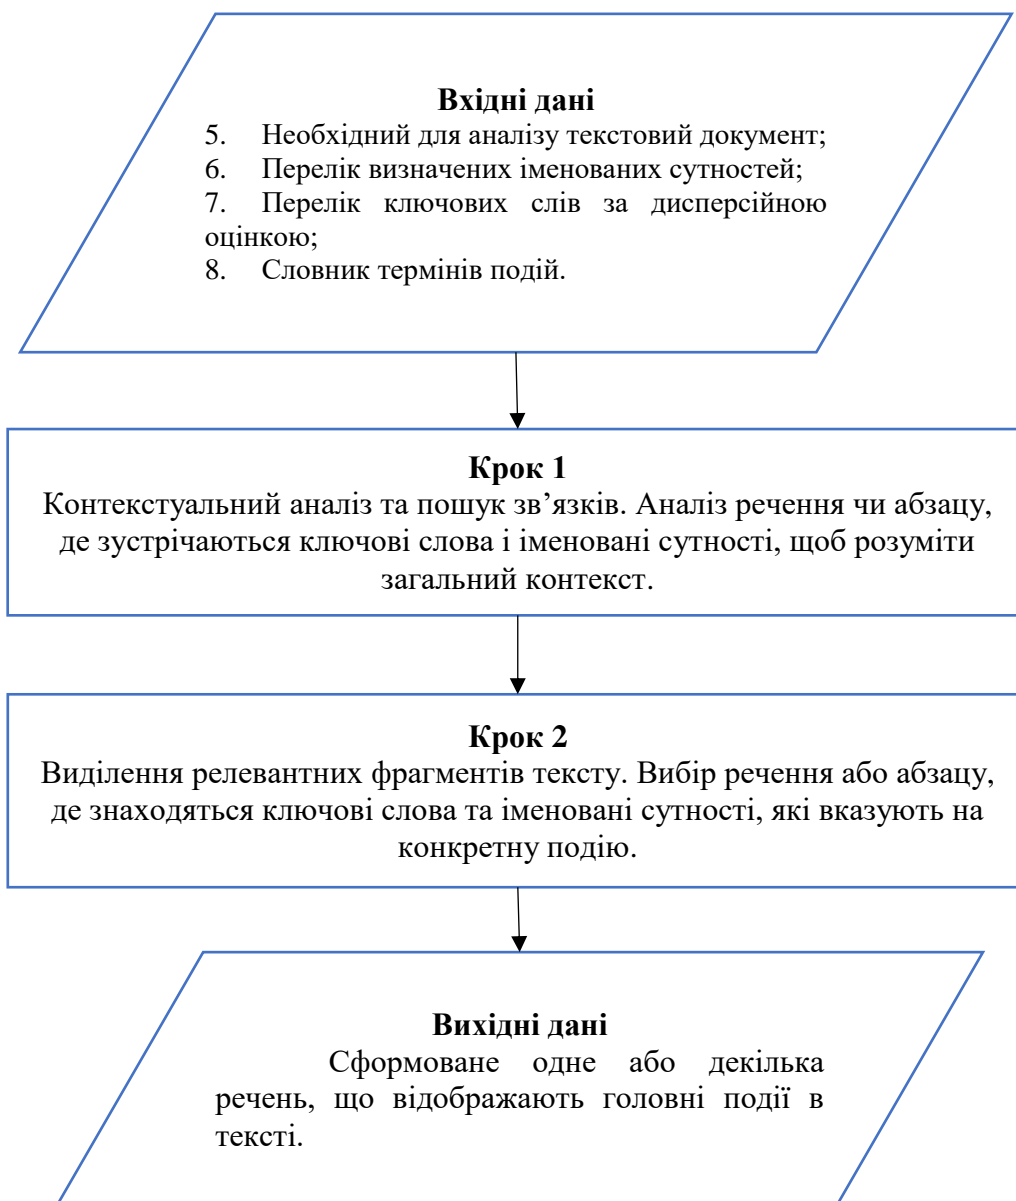 Вхідні дані
5. Необхідний для аналізу текстовий документ;
6. Перелік визначених іменованих сутностей;
7. Перелік ключових слів за дисперсійною
оцінкою;
8. Словник термінів подій.
Крок 1
Контекстуальний аналіз та пошук зв’язків. Аналіз речення чи абзацу,
де зустрічаються ключові слова і іменовані сутності, щоб розуміти
загальний контекст.
Крок 2
Виділення релевантних фрагментів тексту. Вибір речення або абзацу,
де знаходяться ключові слова та іменовані сутності, які вказують на
конкретну подію.
Вихідні дані
Сформоване одне або декілька
речень, що відображають головні події в
тексті.